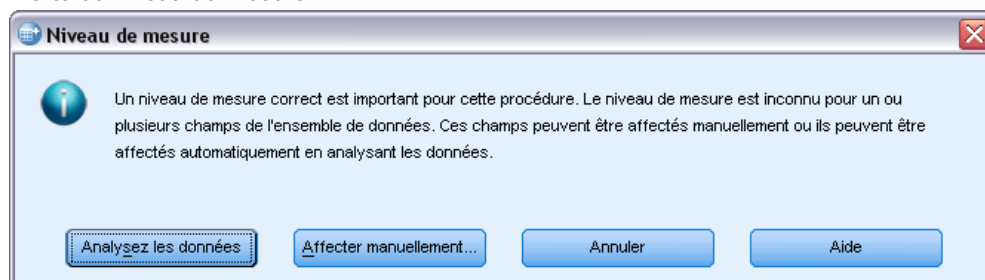 Niveau de mesure
Un niveau de mesure correct est important pour cette procédure. Le niveau de mesure est inconnu pour un ou
plusieurs champs de l'ensemble de données. Ces champs peuvent être affectés manuellement ou ils peuvent être
affectés automatiquement en analysant les données.
Analysez les données Affecter manuellement... Annuler Aide